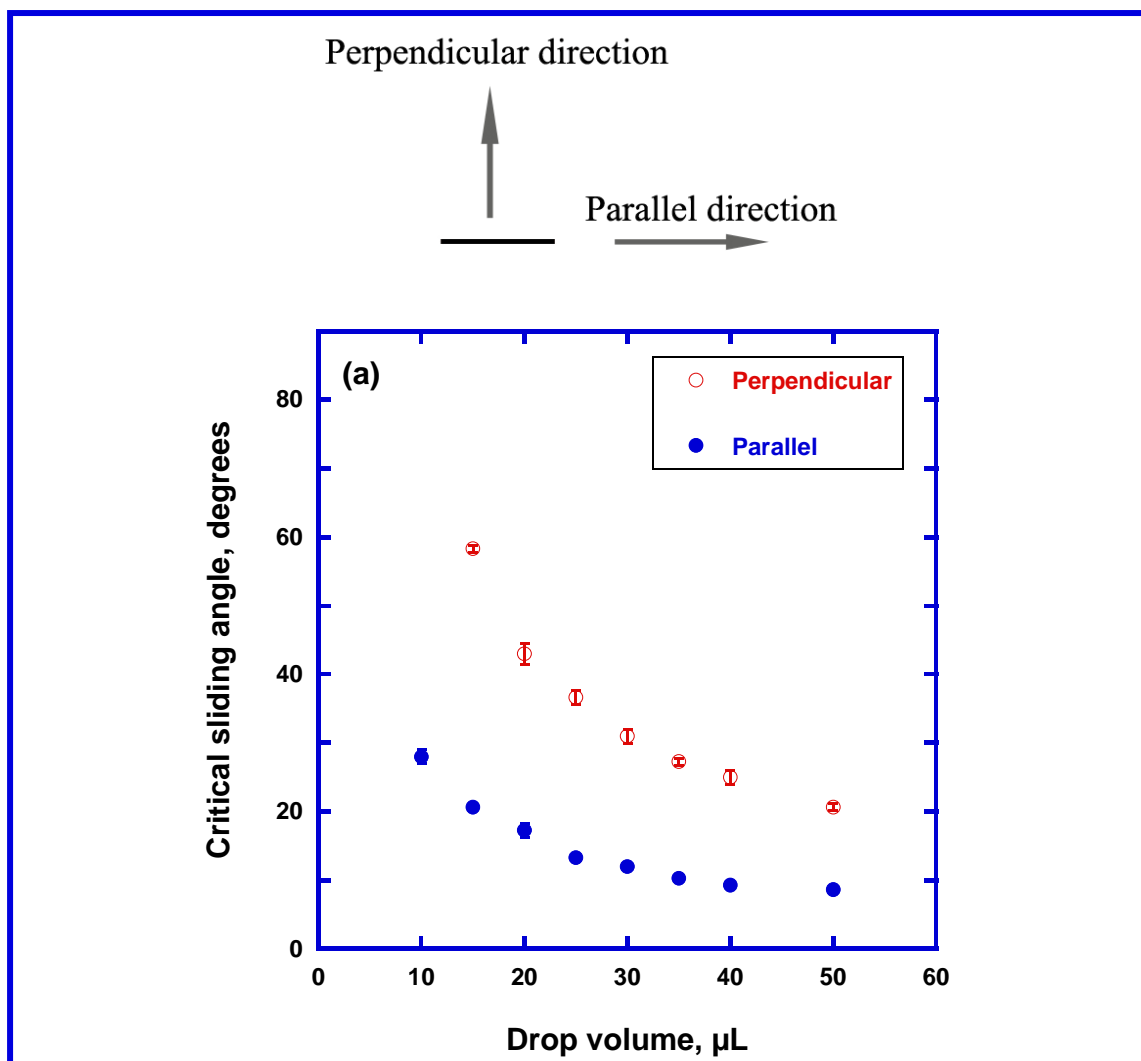 Perpendicular direction
Parallel direction
(a)
Perpendicular
Parallel
80
60
40
20
0
0 10 20 30 40 50 60
Critical sliding angle, degrees
Drop volume, µL